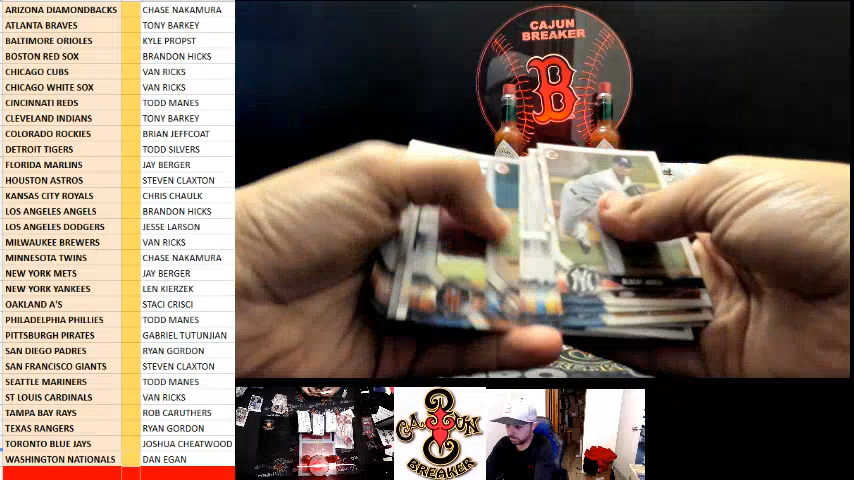 ARIZONA DIAMONDBACKS CHASE NAKAMURA
ATLANTA BRAVES TONY BARKEY
BALTIMORE ORIOLES KYLE PROPST
BOSTON RED SOX BRANDON HICKS
CHICAGO CUBS VAN RICKS
CHICAGO WHITE SOX VAN RICKS
CINCINNATI REDS TODD MANES
CLEVELAND INDIANS TONY BARKEY
COLORADO ROCKIES BRIAN JEFFCOAT
DETROIT TIGERS TODD SILVERS
FLORIDA MARLINS JAY BERGER
HOUSTON ASTROS STEVEN CLAXTON
KANSAS CITY ROYALS CHRIS CHAULK
LOS ANGELES ANGELS BRANDON HICKS
LOS ANGELES DODGERS JESSE LARSON
MILWAUKEE BREWERS VAN RICKS
MINNESOTA TWINS CHASE NAKAMURA
NEW YORK METS JAY BERGER
NEW YORK YANKEES LEN KIERZEK
OAKLAND A'S STACI CRISCI
PHILADELPHIA PHILLIES TODD MANES
PITTSBURGH PIRATES GABRIEL TUTUNJIAN
SAN DIEGO PADRES RYAN GORDON
SAN FRANCISCO GIANTS STEVEN CLAXTON
SEATTLE MARINERS TODD MANES
ST LOUIS CARDINALS VAN RICKS
TAMPA BAY RAYS ROB CARUTHERS
TEXAS RANGERS RYAN GORDON
TORONTO BLUE JAYS JOSHUA CHEATWOOD
WASHINGTON NATIONALS DAN EGAN
CAJUN
BREAKER
B
NY
CAJUN
BREAKER